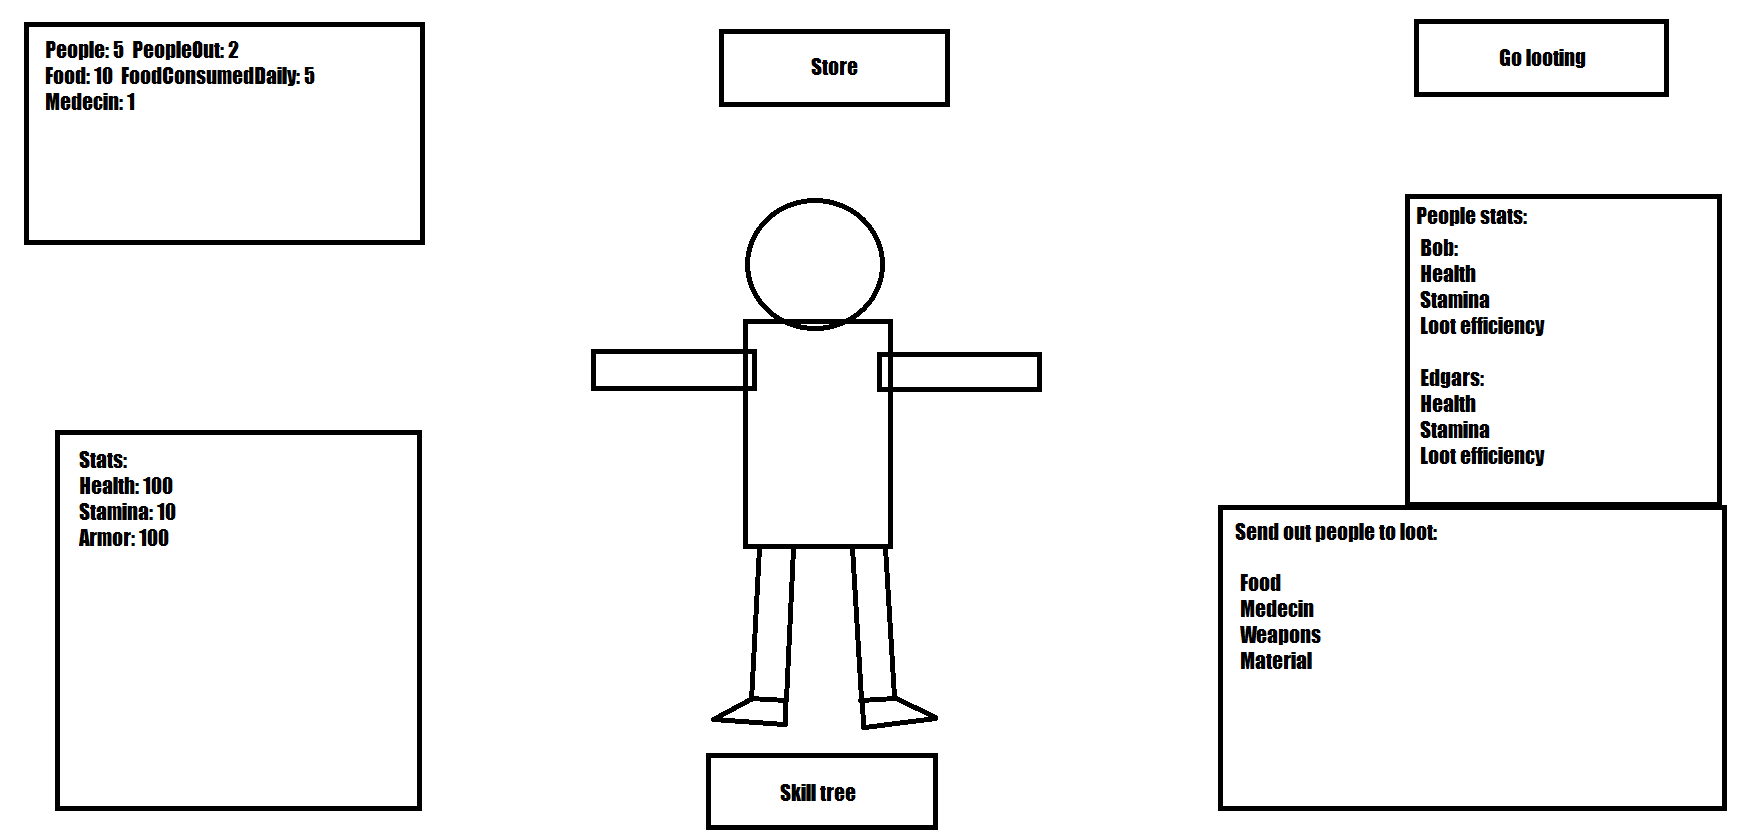 People: 5  PeopleOut: 2
Food: 10  FoodConsumedDaily: 5
Medecin: 1
Store
Go looting
People stats:
Bob:
Health
Stamina
Loot efficiency
Edgars:
Health
Stamina
Loot efficiency
Stats:
Health: 100
Stamina: 10
Armor: 100
Send out people to loot:
Food
Medecin
Weapons
Material
Skill tree